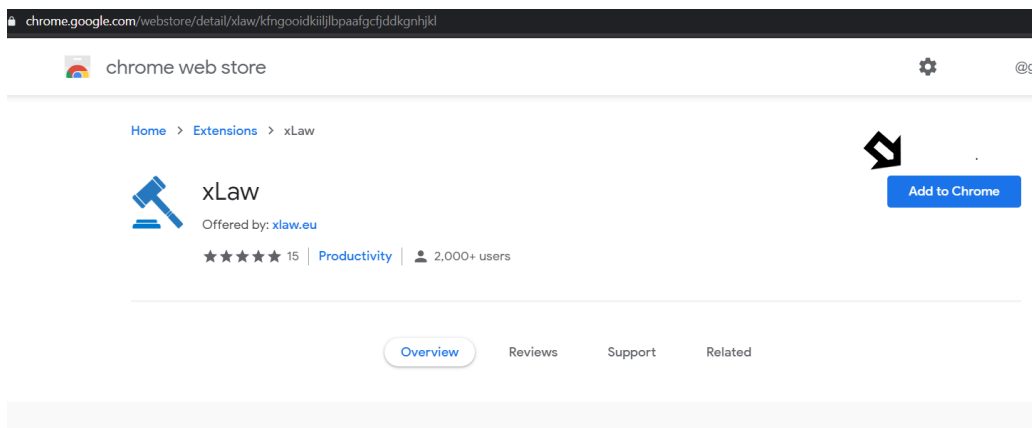 chrome.google.com/webstore/detail/xlaw/kfngooidkiiljlbpaafgcfjddkgnhjkl
chrome web store
Home > Extensions > xLaw
xLaw
Add to Chrome
Offered by: xlaw.eu
15 | Productivity | 2,000+ users
Overview Reviews Support Related